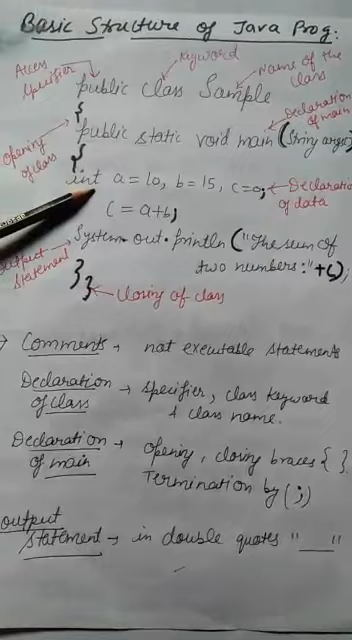 Basic Structure of Java Prog:
Access Specifier
Keyword
Name of the class
public class Sample
{
Declaration of main
public static void main (String args)
Opening of class
{
int a = 10, b = 15, c = 0;
Declaration of data
c = a+b;
System.out.println ("The sum of two numbers:"+c);
output statement
}
}
closing of class
Comments → not executable statements
Declaration of class → specifier, class keyword & class name.
Declaration of main → opening, closing braces { }.
Termination by (;)
output statement → in double quotes "___"